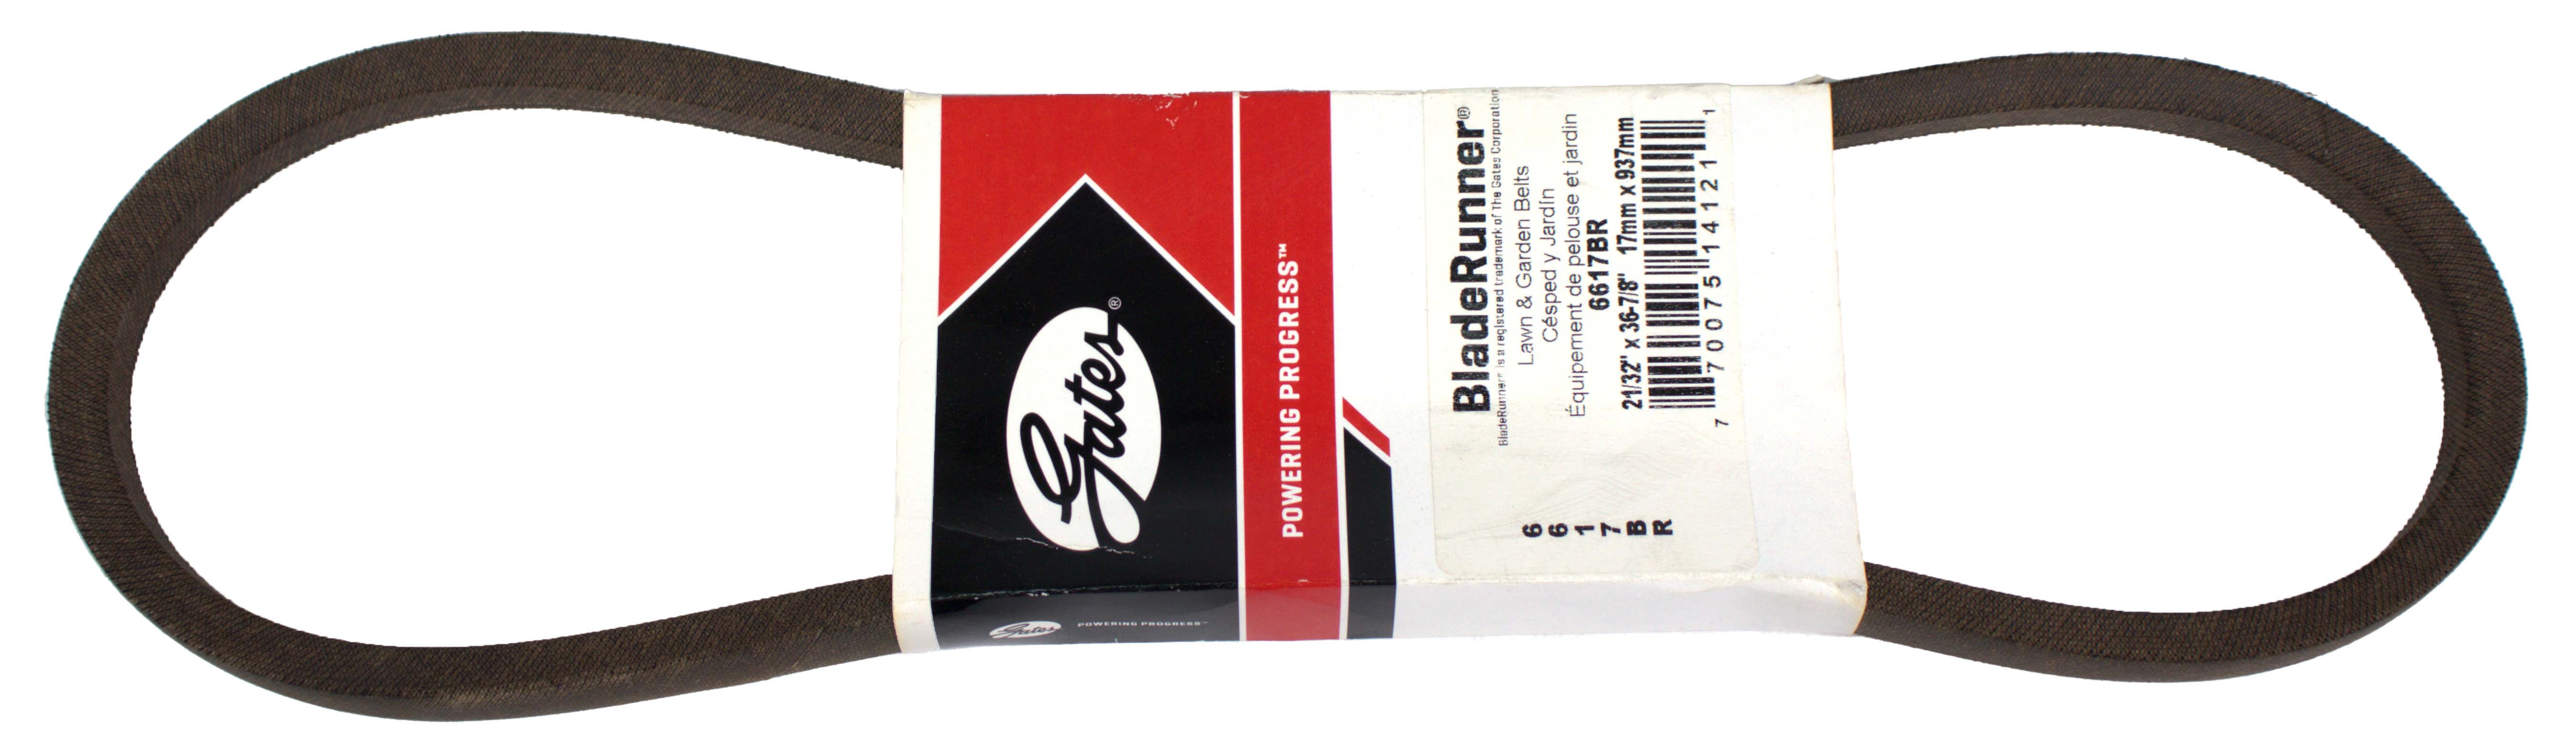 Gates®
POWERING PROGRESS™
Gates POWERING PROGRESS™
BladeRunner®
BladeRunner® is a registered trademark of The Gates Corporation
Lawn & Garden Belts
Césped y Jardín
Équipement de pelouse et jardin
6617BR
21/32" x 36-7/8" 17mm x 937mm
7 70075 14121 1
6
6
1
7
B
R